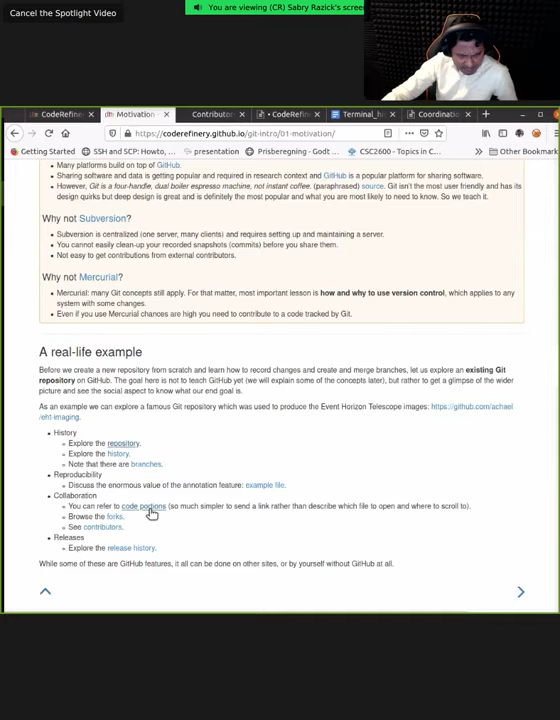 Cancel the Spotlight Video
You are viewing (CR) Sabry Razick's scree
CodeRefiner
Motivation
Contributor:
CodeRefin
Terminal_hi
Coordination
https://coderefinery.github.io/git-intro/01-motivation/
Getting Started
SSH and SCP: Howto, ...
presentation
Prisberegning - Godt ...
CSC2600 - Topics in C...
Other Bookmark
Many platforms build on top of GitHub.
Sharing software and data is getting popular and required in research context and GitHub is a popular platform for sharing software.
However, Git is a four-handle, dual boiler espresso machine, not instant coffee. (paraphrased) source. Git isn't the most user friendly and has its
design quirks but deep design is great and is definitely the most popular and what you are most likely to need to know. So we teach it.
Why not Subversion?
Subversion is centralized (one server, many clients) and requires setting up and maintaining a server.
You cannot easily clean-up your recorded snapshots (commits) before you share them.
Not easy to get contributions from external contributors.
Why not Mercurial?
Mercurial: many Git concepts still apply. For that matter, most important lesson is how and why to use version control, which applies to any
system with some changes.
Even if you use Mercurial chances are high you need to contribute to a code tracked by Git.
A real-life example
Before we create a new repository from scratch and learn how to record changes and create and merge branches, let us explore an existing Git
repository on GitHub. The goal here is not to teach GitHub yet (we will explain some of the concepts later), but rather to get a glimpse of the wider
picture and see the social aspect to know what our end goal is.
As an example we can explore a famous Git repository which was used to produce the Event Horizon Telescope images: https://github.com/achael
/eht-imaging.
History
Explore the repository.
Explore the history.
Note that there are branches.
Reproducibility
Discuss the enormous value of the annotation feature: example file.
Collaboration
You can refer to code portions (so much simpler to send a link rather than describe which file to open and where to scroll to).
Browse the forks.
See contributors.
Releases
Explore the release history.
While some of these are GitHub features, it all can be done on other sites, or by yourself without GitHub at all.